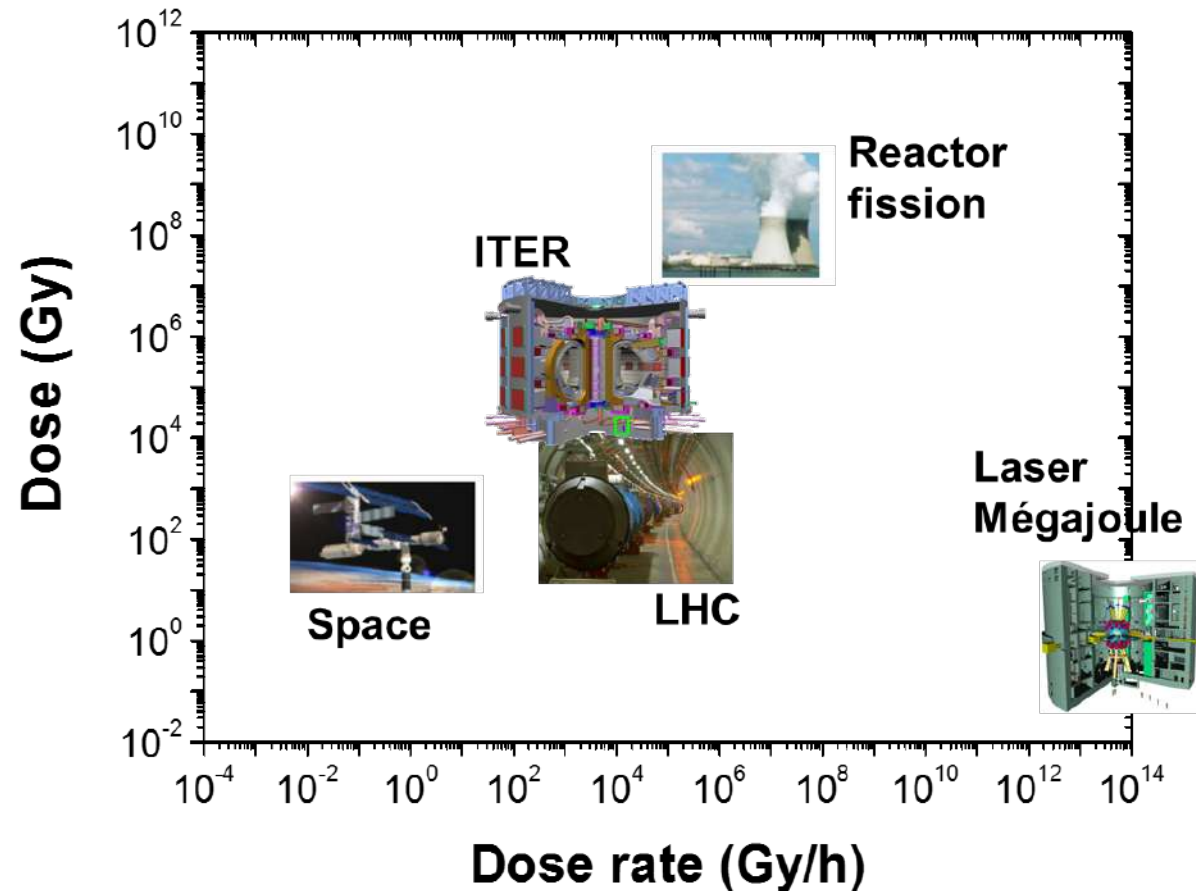 10^12
10^10
10^8
10^6
10^4
10^2
10^0
10^-2
Dose (Gy)
Reactor
fission
ITER
Laser
Mégajoule
Space
LHC
10^-4 10^-2 10^0 10^2 10^4 10^6 10^8 10^10 10^12 10^14
Dose rate (Gy/h)